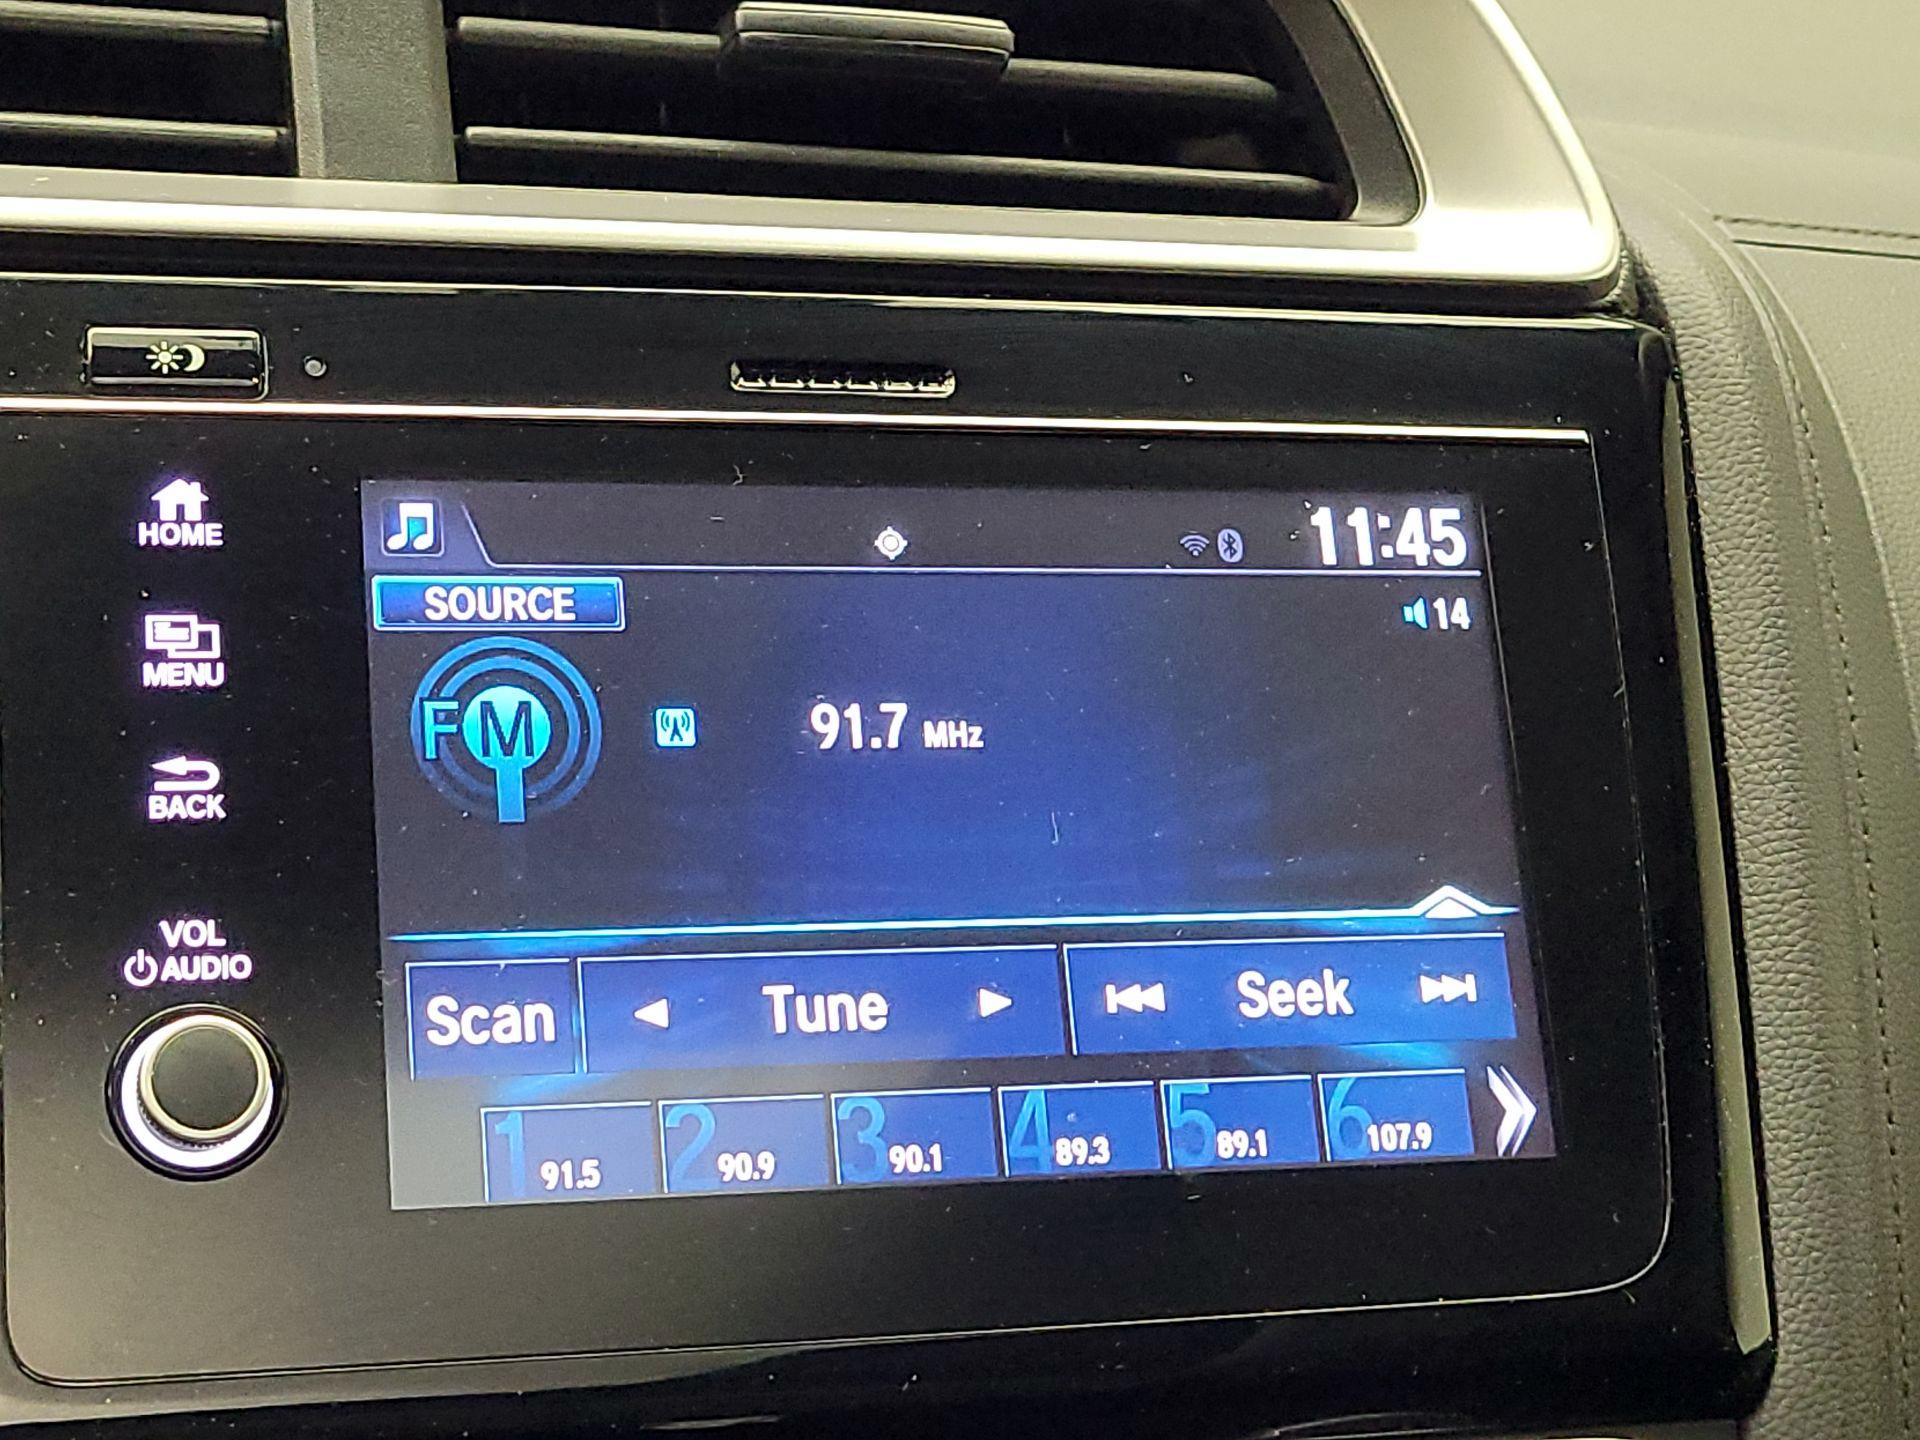 HOME
MENU
BACK
VOL
AUDIO
11:45
SOURCE
14
FM
91.7 MHz
Scan
Tune
Seek
1 91.5
2 90.9
3 90.1
4 89.3
5 89.1
6 107.9